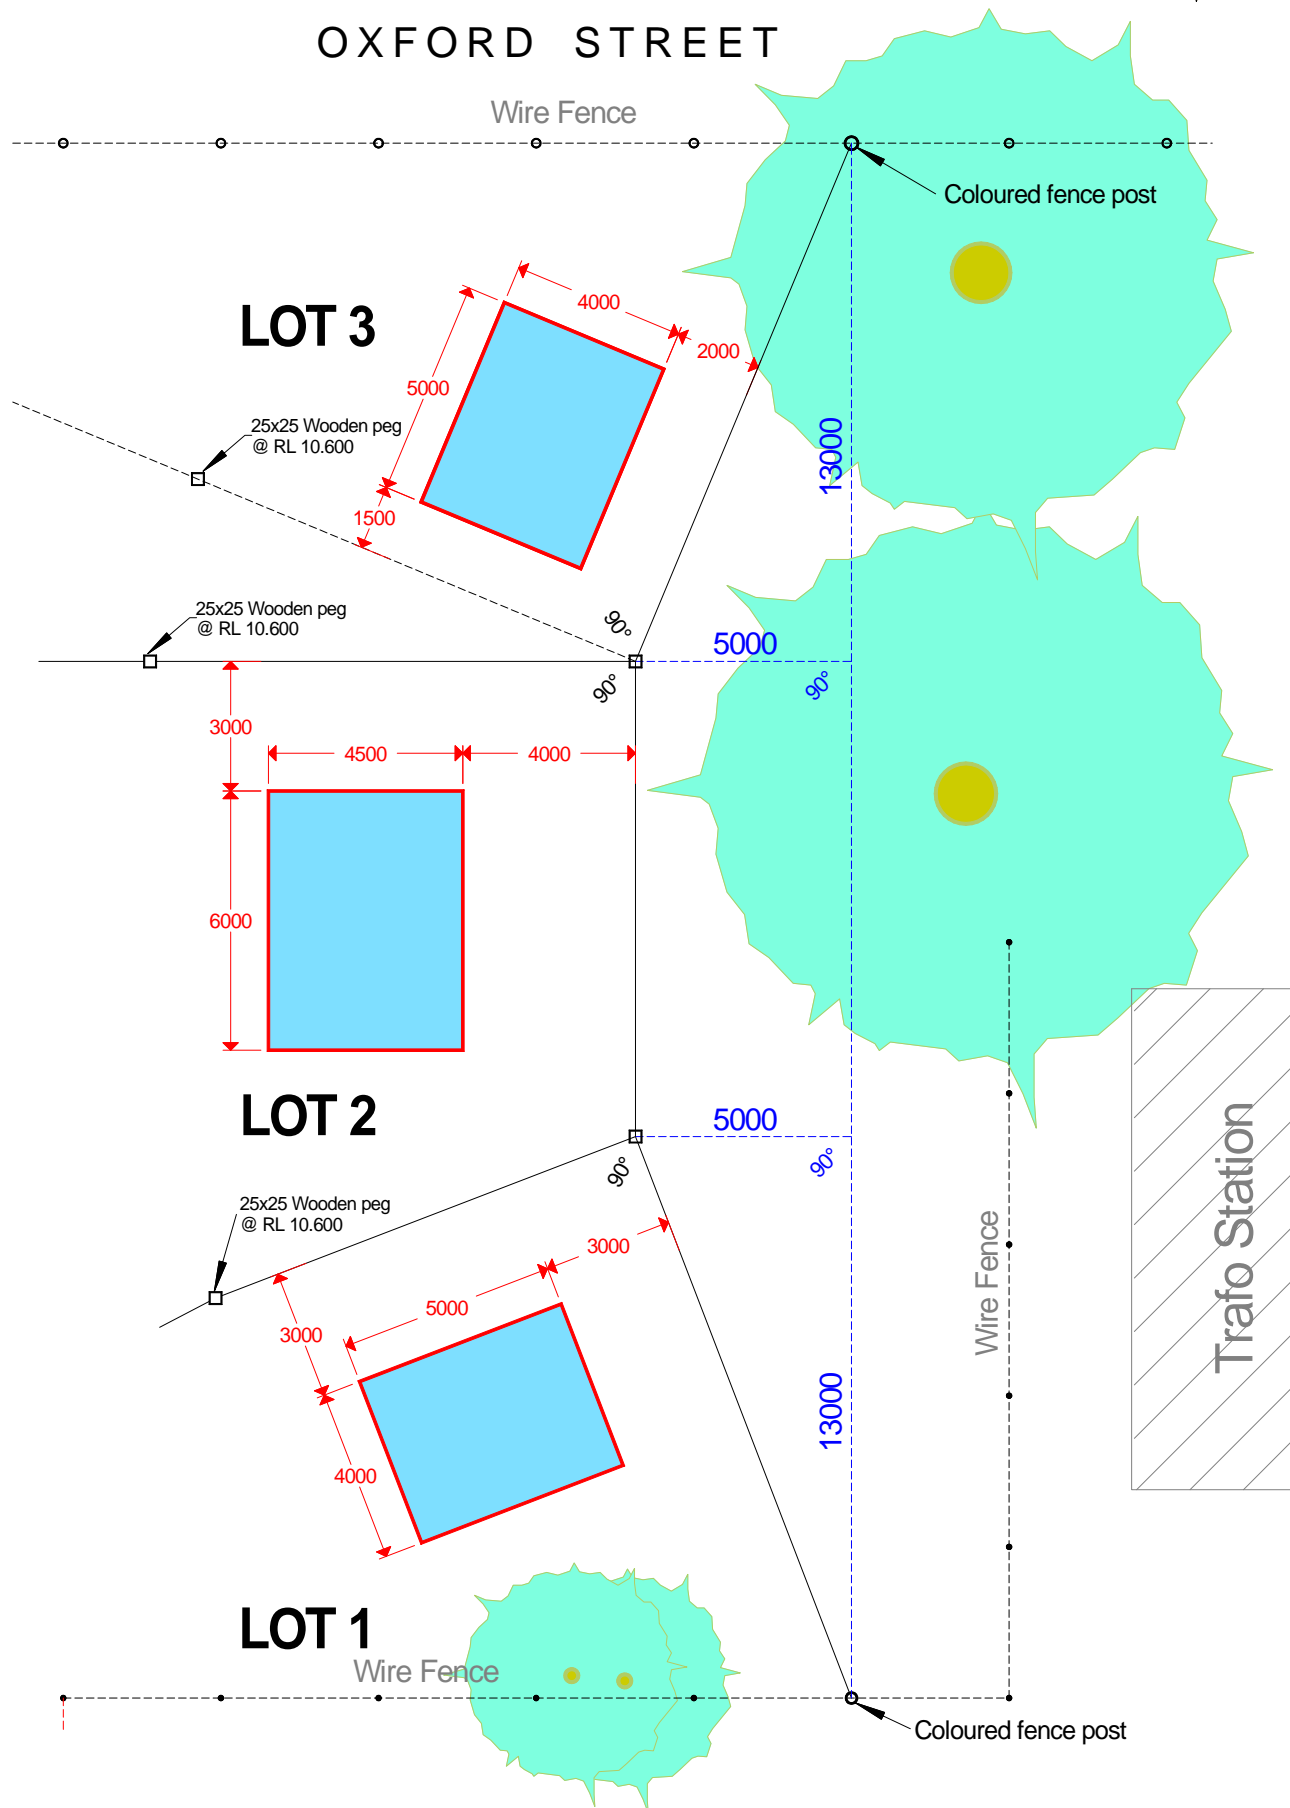 OXFORD STREET
Wire Fence
Coloured fence post
LOT 3
4000
2000
5000
25x25 Wooden peg
@ RL 10.600
13000
1500
25x25 Wooden peg
@ RL 10.600
90°
5000
90°
90°
3000
4500
4000
6000
LOT 2
5000
90°
90°
25x25 Wooden peg
@ RL 10.600
3000
5000
3000
4000
13000
Wire Fence
Trafo Station
LOT 1
Wire Fence
Coloured fence post